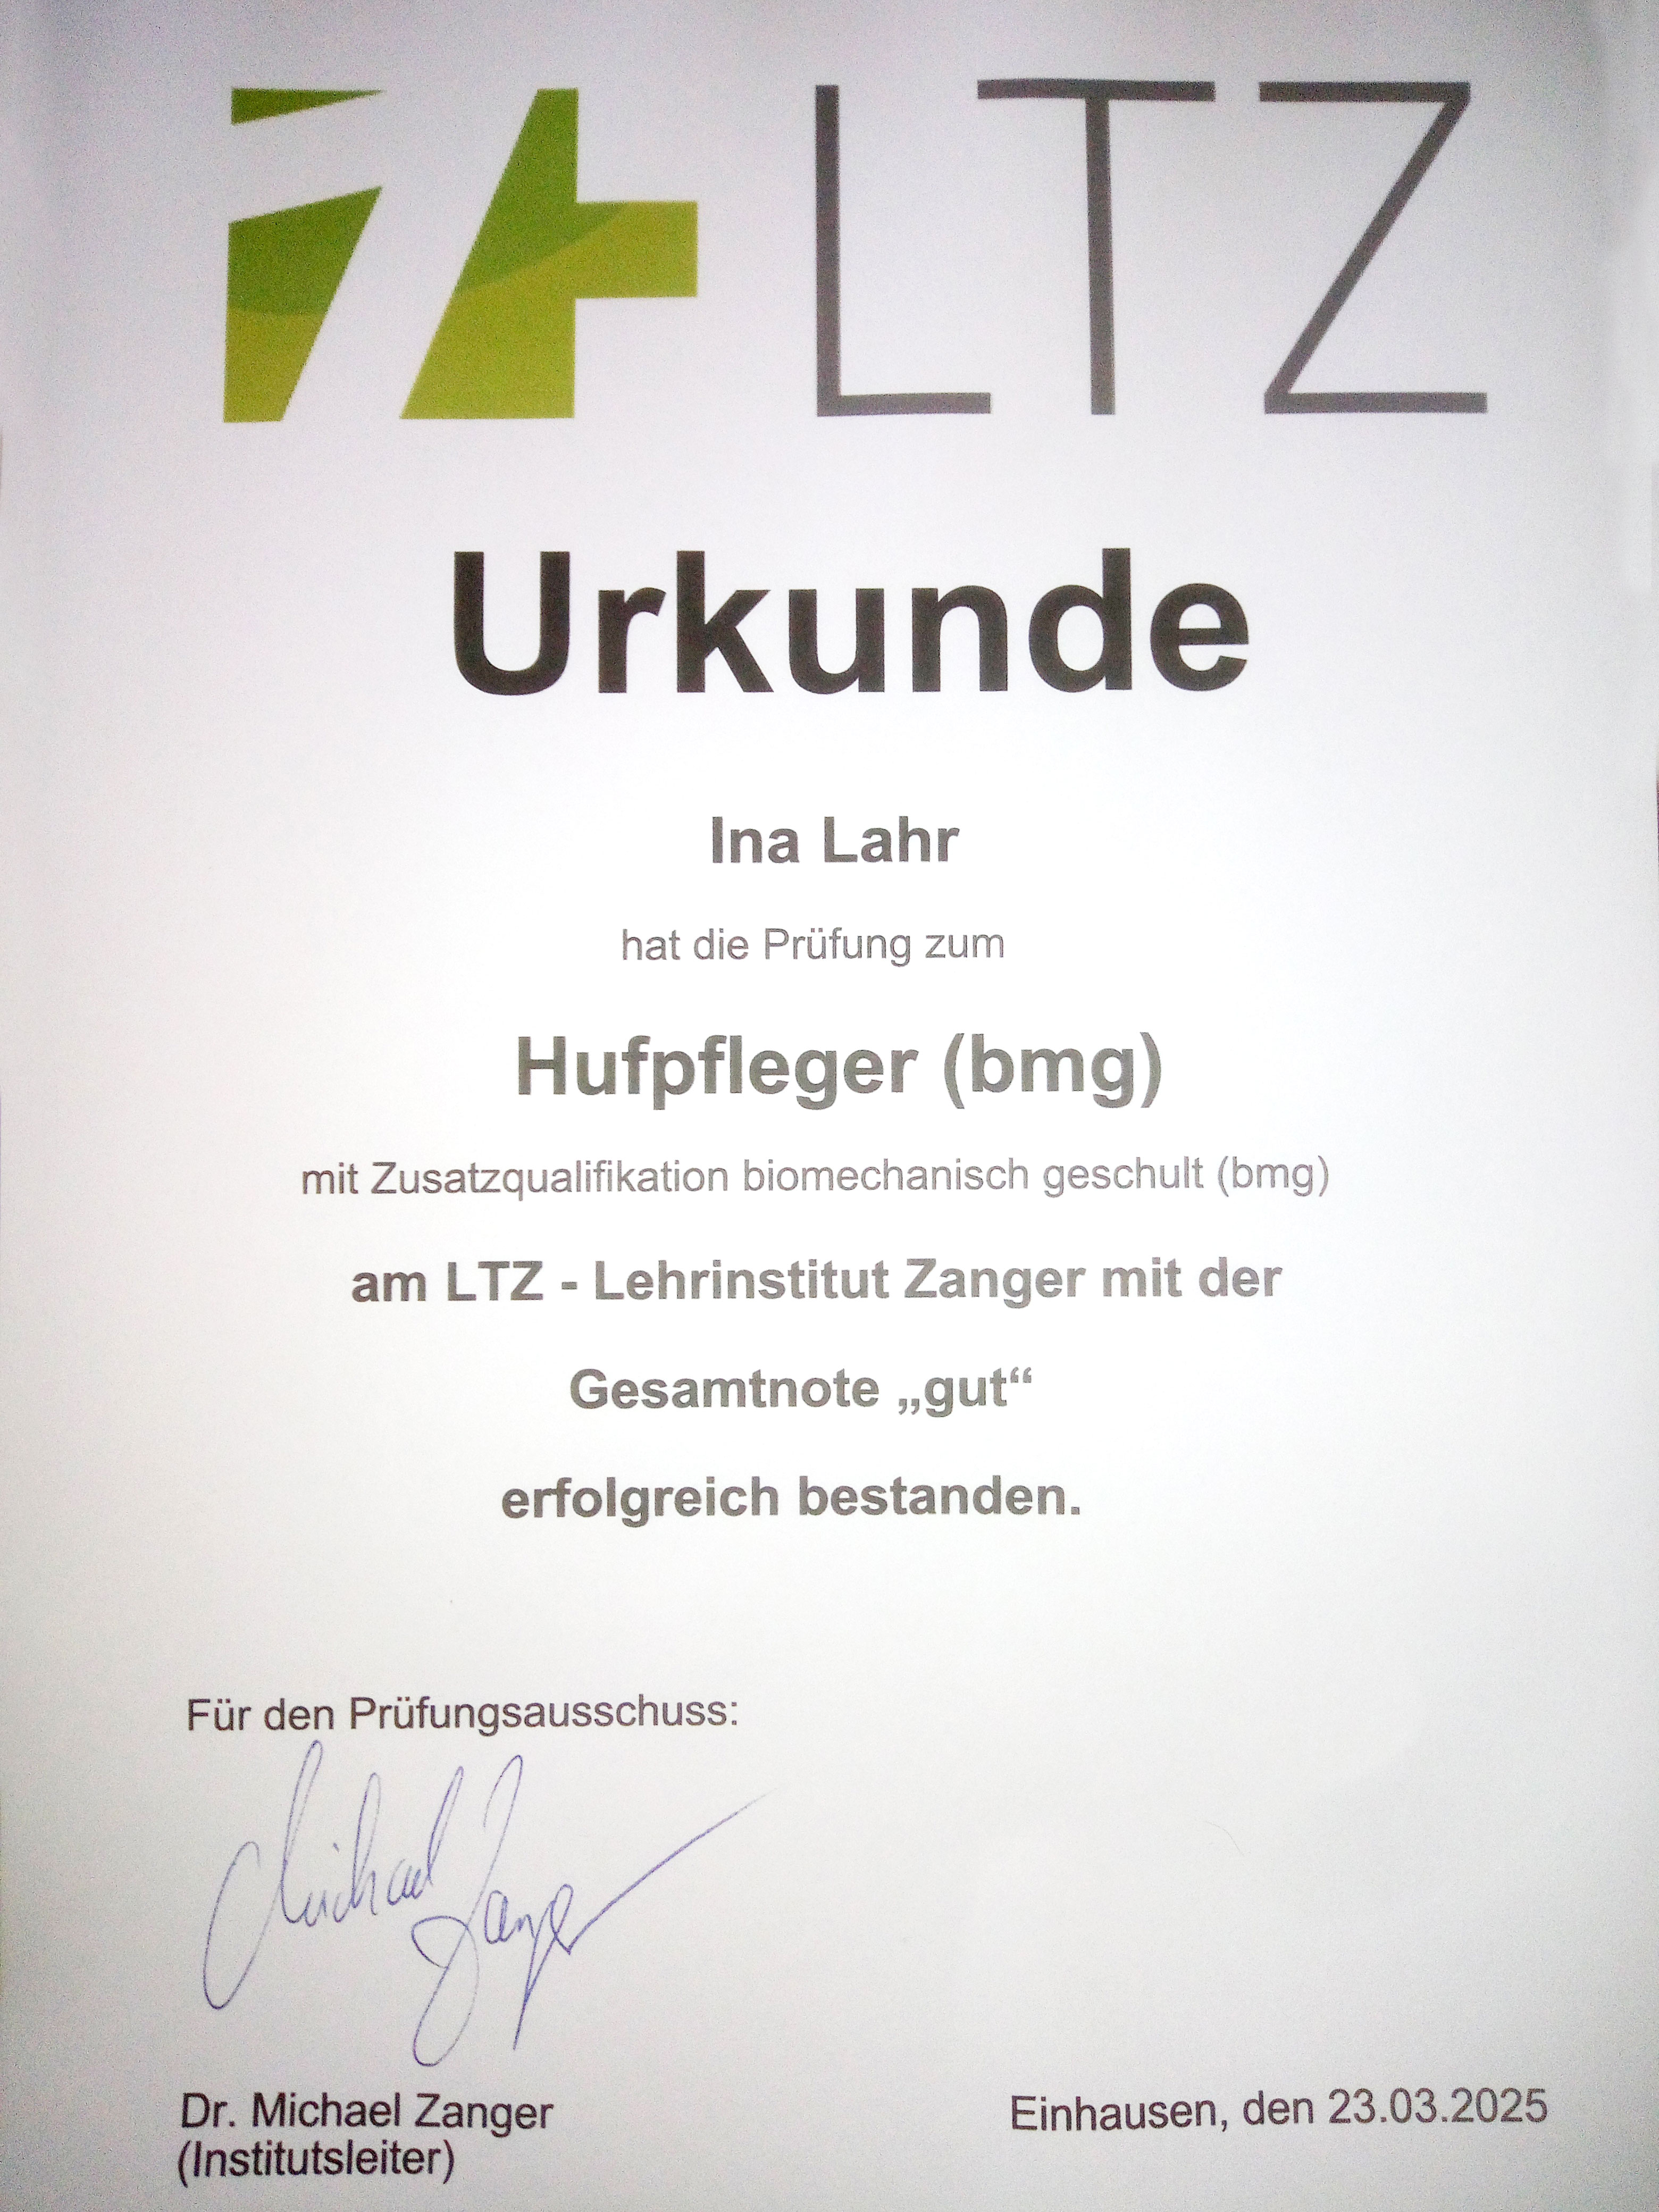 LTZ
Urkunde
Ina Lahr
hat die Prüfung zum
Hufpfleger (bmg)
mit Zusatzqualifikation biomechanisch geschult (bmg)
am LTZ - Lehrinstitut Zanger mit der
Gesamtnote „gut“
erfolgreich bestanden.
Für den Prüfungsausschuss:
Michael Zanger
Dr. Michael Zanger
(Institutsleiter)
Einhausen, den 23.03.2025